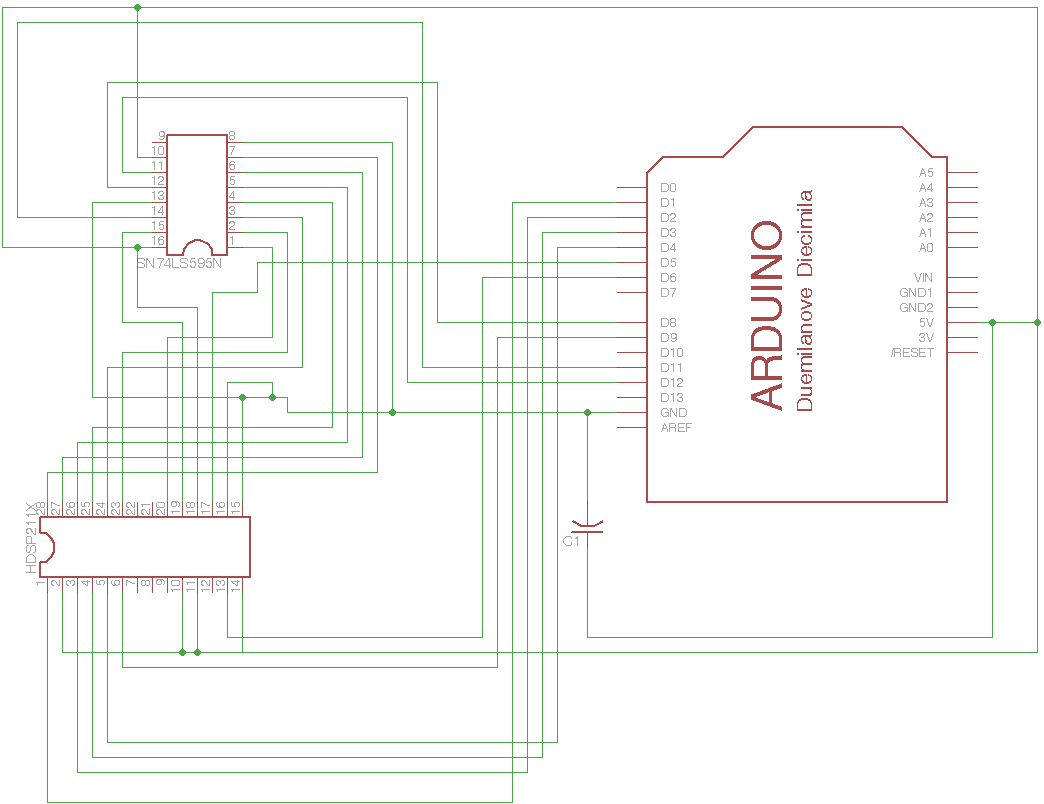 9
10
11
12
13
14
15
16
8
7
6
5
4
3
2
1
SN74LS595N
ARDUINO
Duemilanove Diecimila
D0
D1
D2
D3
D4
D5
D6
D7
D8
D9
D10
D11
D12
D13
GND
AREF
A5
A4
A3
A2
A1
A0
VIN
GND1
GND2
5V
3V
/RESET
C1
HDSP211X
28
27
26
25
24
23
22
21
20
19
18
17
16
15
1
2
3
4
5
6
7
8
9
10
11
12
13
14